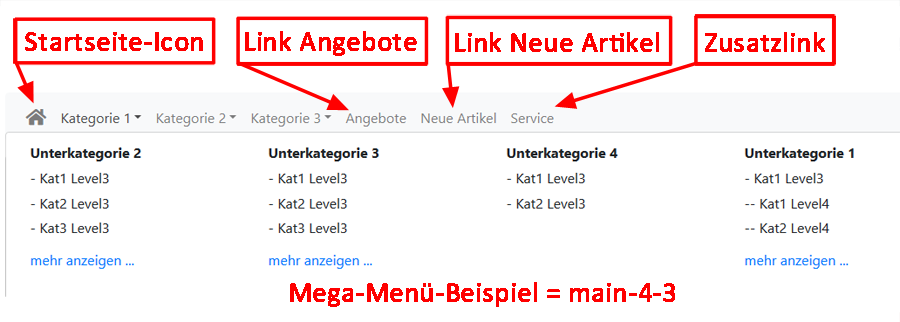 Startseite-Icon
Link Angebote
Link Neue Artikel
Zusatzlink
Kategorie 1 Kategorie 2 Kategorie 3 Angebote Neue Artikel Service
Unterkategorie 2
- Kat1 Level3
- Kat2 Level3
- Kat3 Level3
mehr anzeigen ...
Unterkategorie 3
- Kat1 Level3
- Kat2 Level3
- Kat3 Level3
mehr anzeigen ...
Unterkategorie 4
- Kat1 Level3
- Kat2 Level3
Unterkategorie 1
- Kat1 Level3
-- Kat1 Level4
-- Kat2 Level4
mehr anzeigen ...
Mega-Menü-Beispiel = main-4-3